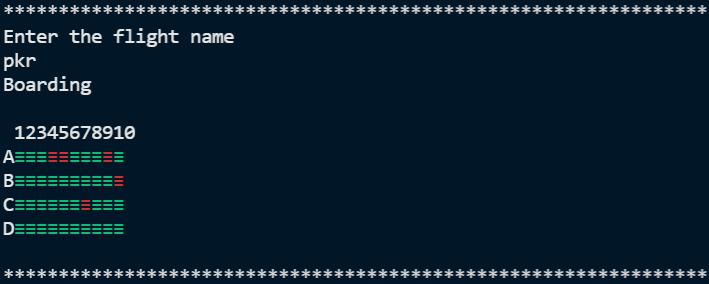 ****************************************************************
Enter the flight name
pkr
Boarding
 12345678910
A≡≡≡≡≡≡≡≡≡≡
B≡≡≡≡≡≡≡≡≡≡
C≡≡≡≡≡≡≡≡≡≡
D≡≡≡≡≡≡≡≡≡≡
****************************************************************